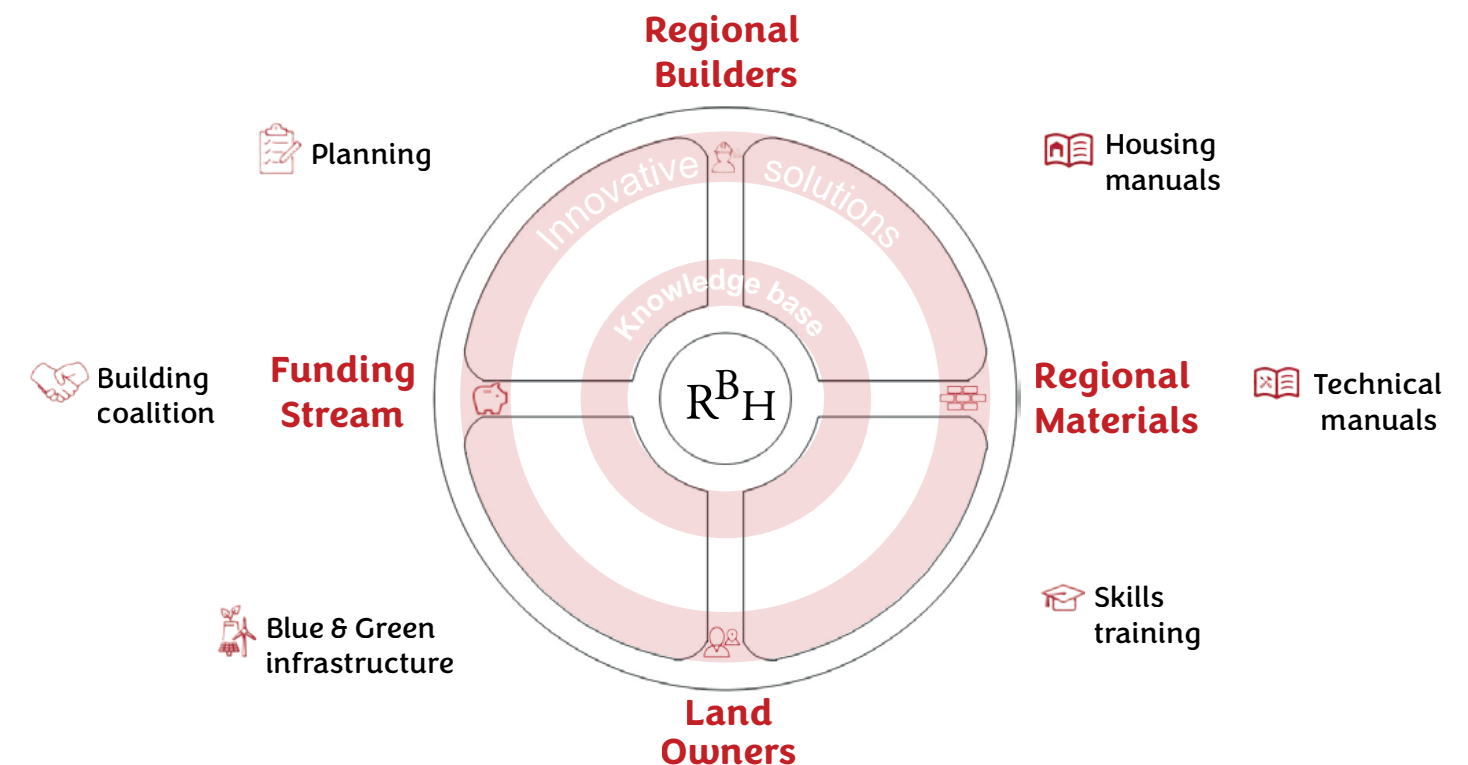 Regional
Builders
Planning
Housing
manuals
Innovative solutions
Knowledge base
Building
coalition
Funding
Stream
RBH
Regional
Materials
Technical
manuals
Blue & Green
infrastructure
Skills
training
Land
Owners